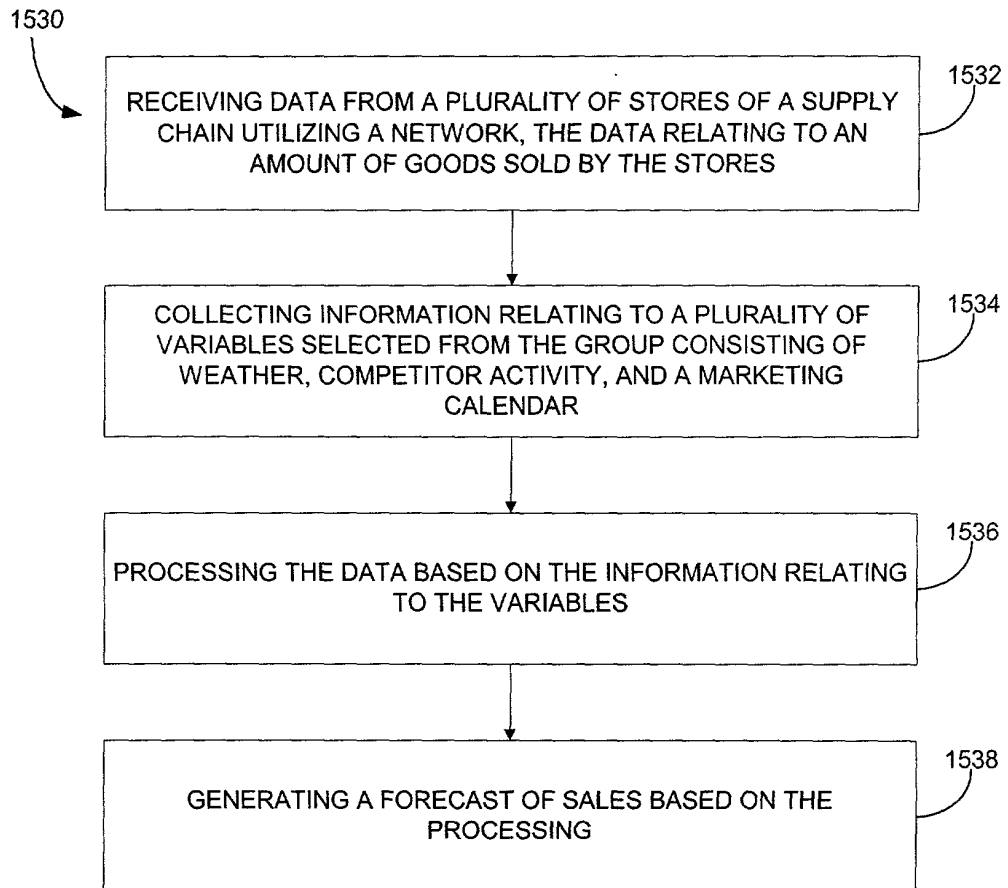 1530
1532
RECEIVING DATA FROM A PLURALITY OF STORES OF A SUPPLY
CHAIN UTILIZING A NETWORK, THE DATA RELATING TO AN
AMOUNT OF GOODS SOLD BY THE STORES
1534
COLLECTING INFORMATION RELATING TO A PLURALITY OF
VARIABLES SELECTED FROM THE GROUP CONSISTING OF
WEATHER, COMPETITOR ACTIVITY, AND A MARKETING
CALENDAR
1536
PROCESSING THE DATA BASED ON THE INFORMATION RELATING
TO THE VARIABLES
1538
GENERATING A FORECAST OF SALES BASED ON THE
PROCESSING